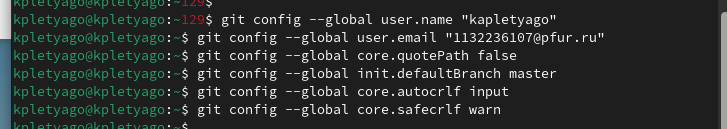 kpletyago@kpletyago:~129$
kpletyago@kpletyago:~129$ git config --global user.name "kapletyago"
kpletyago@kpletyago:~$ git config --global user.email "1132236107@pfur.ru"
kpletyago@kpletyago:~$ git config --global core.quotePath false
kpletyago@kpletyago:~$ git config --global init.defaultBranch master
kpletyago@kpletyago:~$ git config --global core.autocrlf input
kpletyago@kpletyago:~$ git config --global core.safecrlf warn
kpletyago@kpletyago:~$